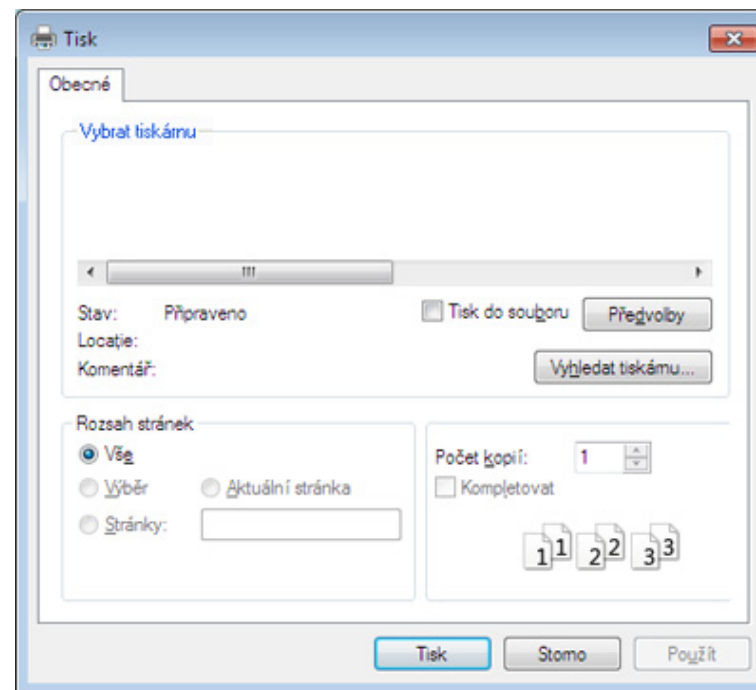 Tisk
Obecné
Vybrat tiskárnu
Stav: Připraveno
Tisk do souboru
Předvolby
Locație:
Komentář:
Vyhledat tiskárnu...
Rozsah stránek
Vše
Výběr Aktuální stránka
Stránky:
Počet kopií: 1
Kompletovat
1 1 2 2 3 3
Tisk Storno Použít